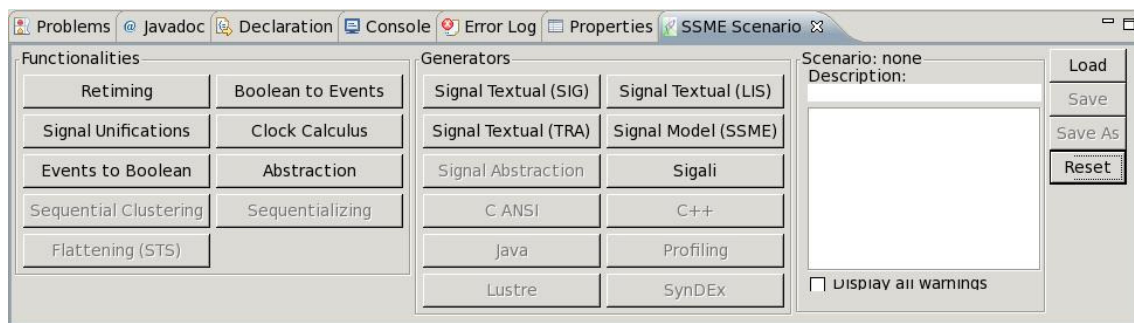 Problems @ Javadoc Declaration Console Error Log Properties SSME Scenario
Functionalities Generators Scenario: none Load
Description:
Retiming Boolean to Events Signal Textual (SIG) Signal Textual (LIS) Save
Signal Unifications Clock Calculus Signal Textual (TRA) Signal Model (SSME) Save As
Events to Boolean Abstraction Signal Abstraction Sigali Reset
Sequential Clustering Sequentializing C ANSI C++
Flattening (STS) Java Profiling
Display all warnings
Lustre SynDEx